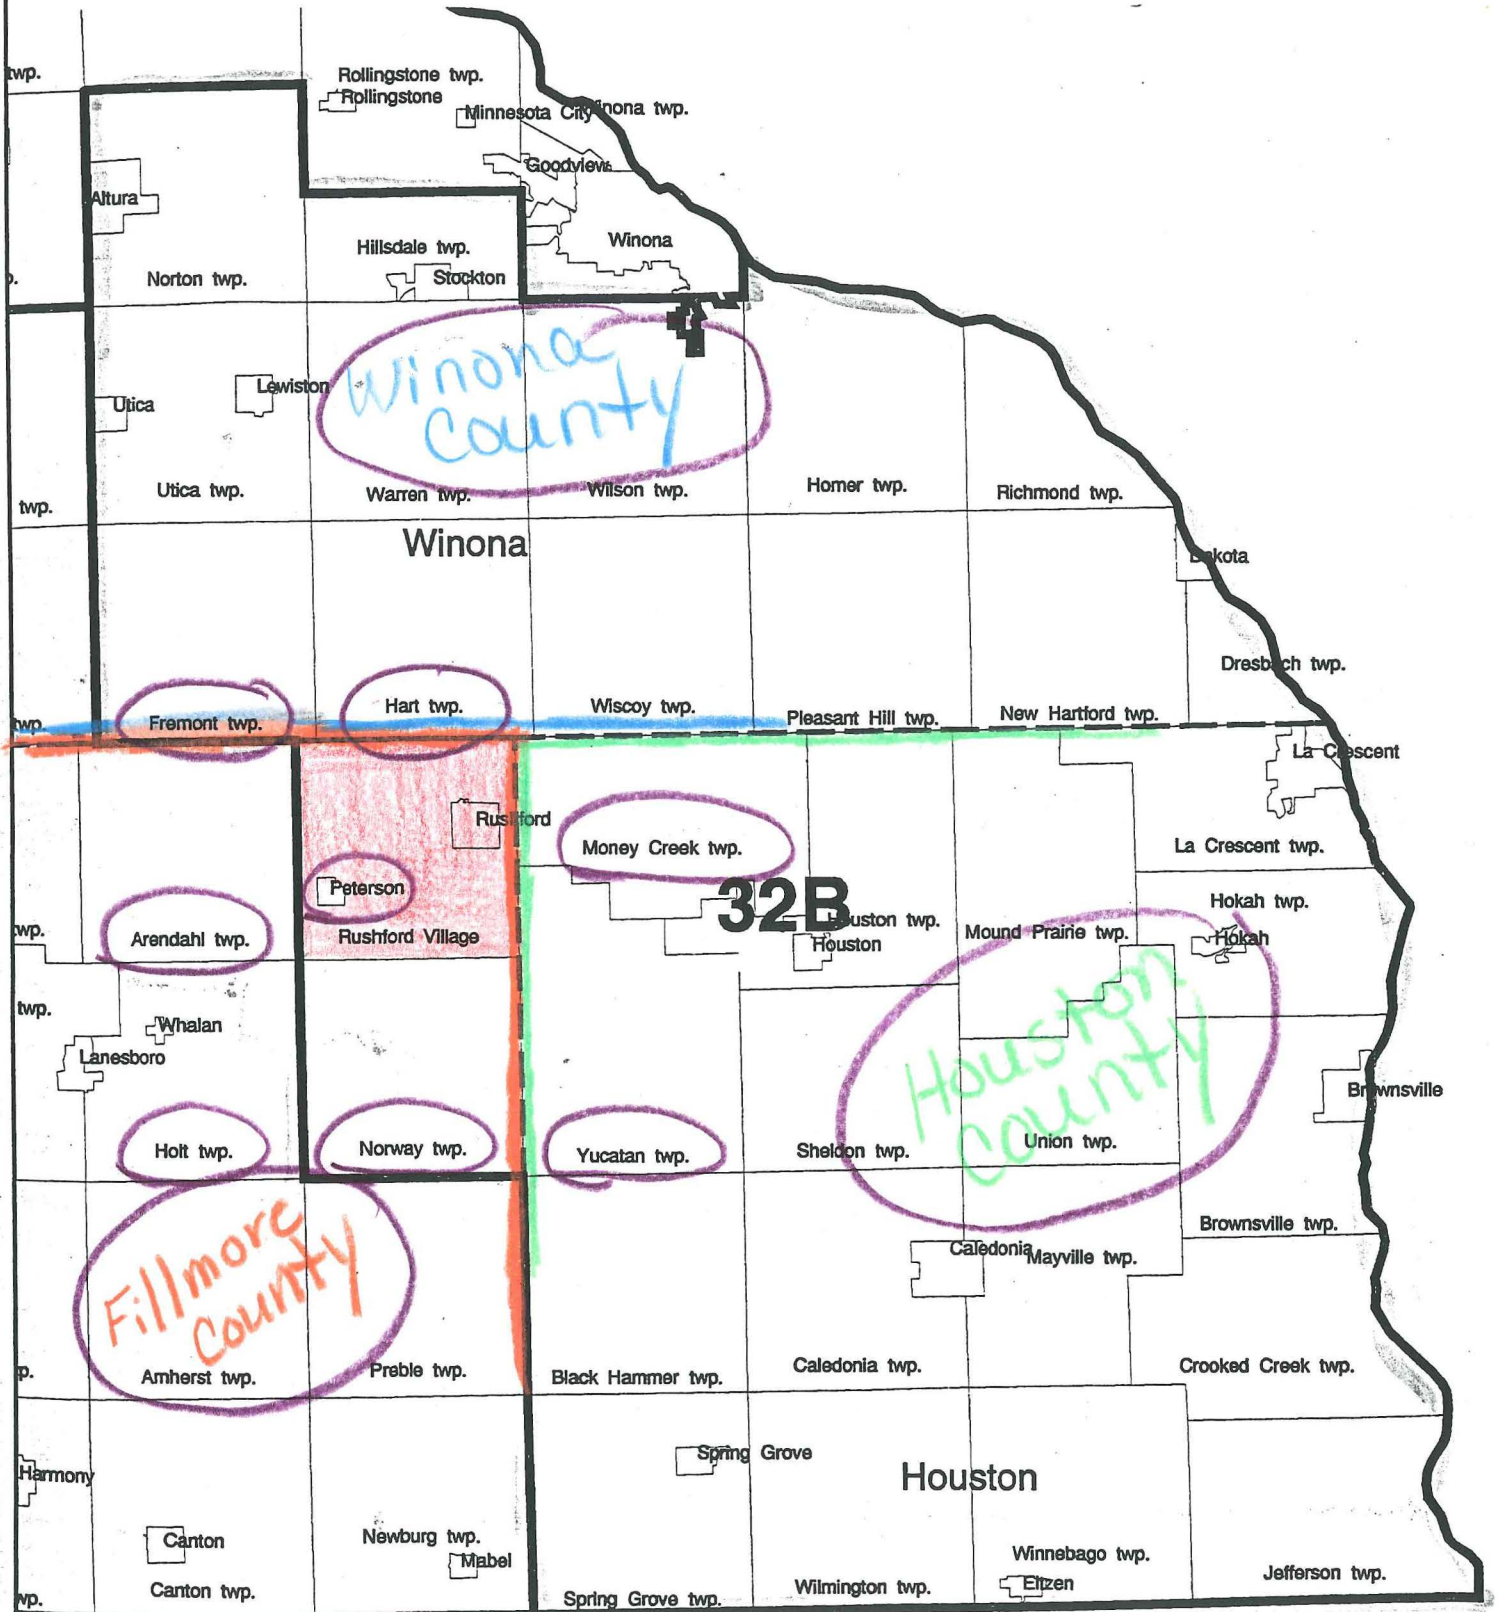 twp.
Rollingstone twp.
Rollingstone
Minnesota City
inona twp.
Goodview
Altura
Winona
Hillsdale twp.
Norton twp.
Stockton
Winona
County
Lewiston
Utica
Utica twp.
Warren twp.
Wilson twp.
Homer twp.
Richmond twp.
twp.
Winona
Dakota
Dresbach twp.
twp.
Fremont twp.
Hart twp.
Wiscoy twp.
Pleasant Hill twp.
New Hartford twp.
La Crescent
Rushford
Money Creek twp.
La Crescent twp.
Peterson
32B
Hokah twp.
wp.
Arendahl twp.
Rushford Village
Houston twp.
Houston
Mound Prairie twp.
Hokah
twp.
Whalan
Lanesboro
Houston
County
Brownsville
Holt twp.
Norway twp.
Yucatan twp.
Sheldon twp.
Union twp.
Fillmore
County
Brownsville twp.
Caledonia
Mayville twp.
p.
Amherst twp.
Preble twp.
Black Hammer twp.
Caledonia twp.
Crooked Creek twp.
Harmony
Spring Grove
Houston
Canton
Newburg twp.
Mabel
Winnebago twp.
Eitzen
Jefferson twp.
wp.
Canton twp.
Spring Grove twp.
Wilmington twp.